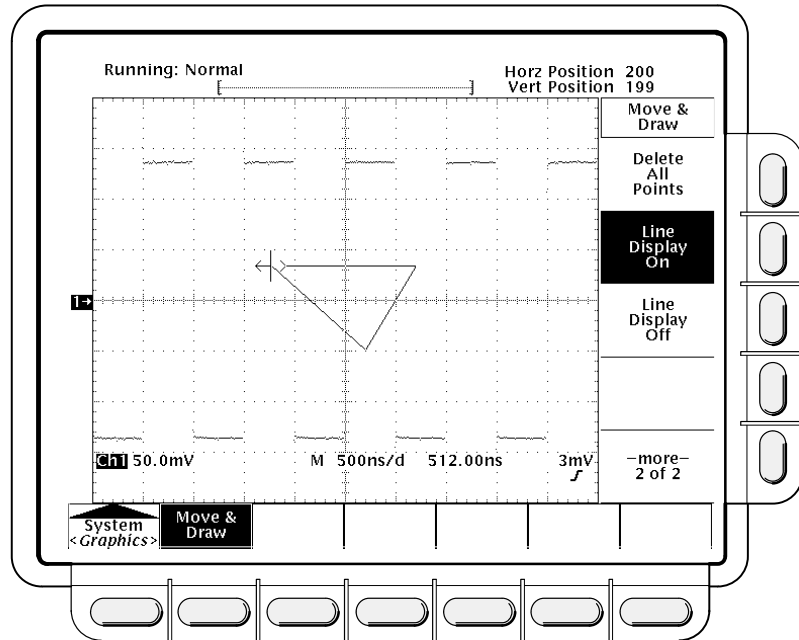 Running: Normal
Horz Position 200
Vert Position 199
Move &
Draw
Delete
All
Points
Line
Display
On
1→
Line
Display
Off
Ch1 50.0mV M 500ns/d 512.00ns 3mV
–more–
2 of 2
System
<Graphics>
Move &
Draw